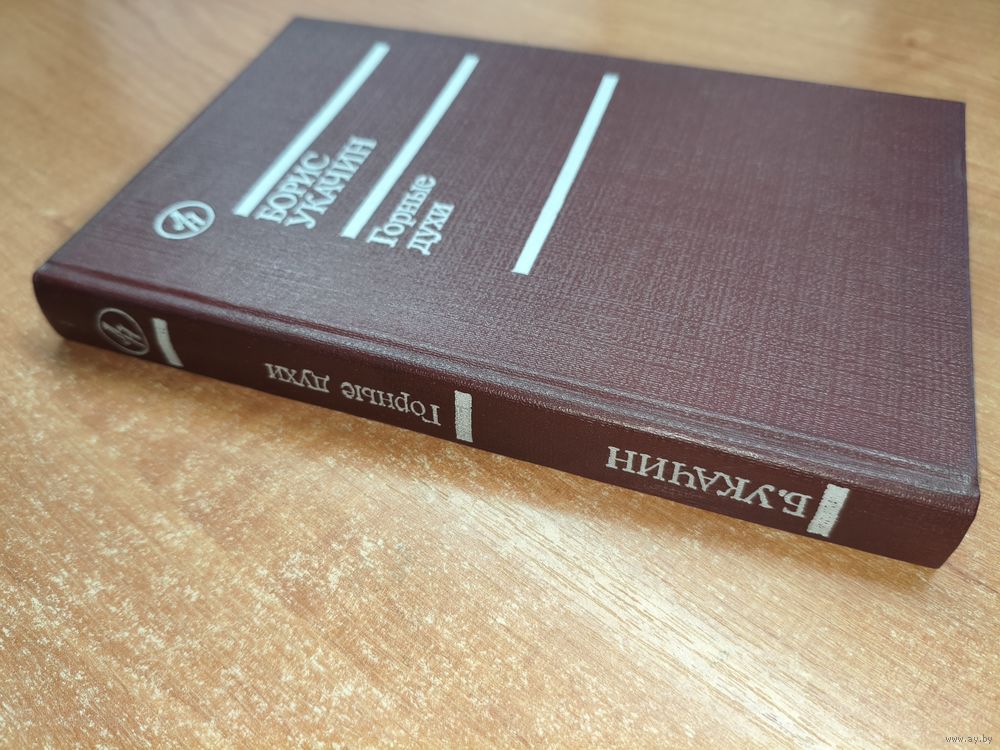 БОРИС
УКАЧИН
Горные
духи
Б.УКАЧИН
Горные духи
www.ay.by